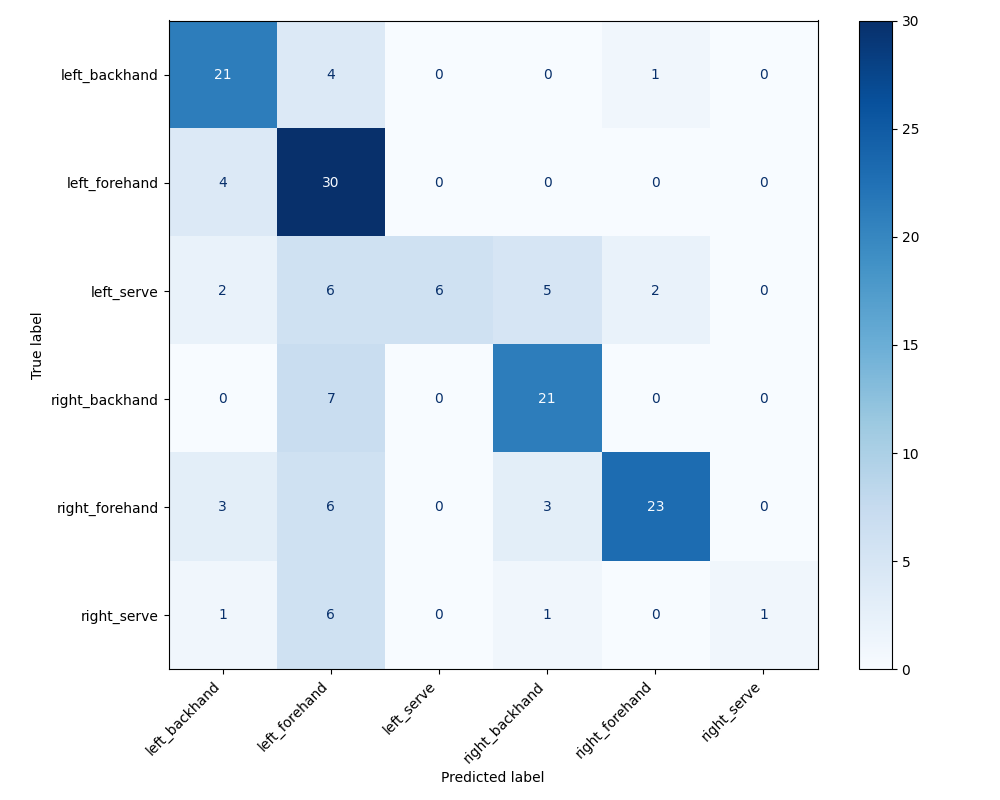 left_backhand 21 4 0 0 1 0
left_forehand 4 30 0 0 0 0
left_serve 2 6 6 5 2 0
right_backhand 0 7 0 21 0 0
right_forehand 3 6 0 3 23 0
right_serve 1 6 0 1 0 1
True label
left_backhand left_forehand left_serve right_backhand right_forehand right_serve
Predicted label
30
25
20
15
10
5
0